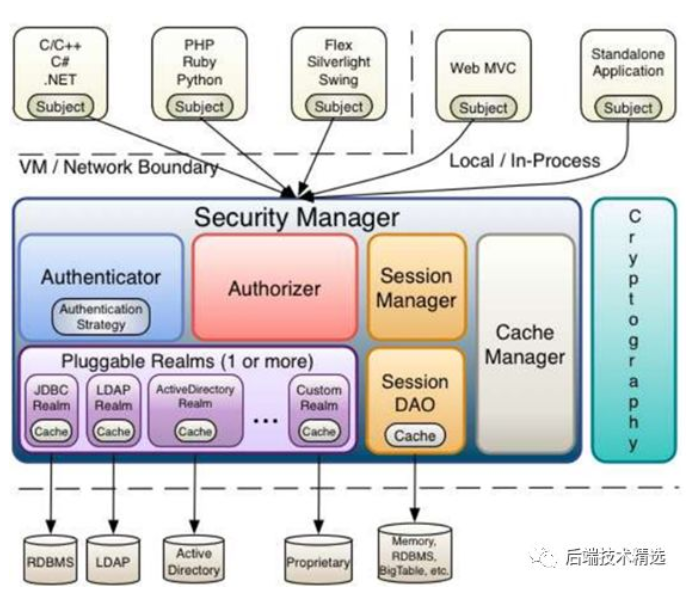 C/C++
C#
.NET
Subject
PHP
Ruby
Python
Subject
Flex
Silverlight
Swing
Subject
Web MVC
Subject
Standalone
Application
Subject
VM / Network Boundary
Local / In-Process
Security Manager
Authenticator
Authentication
Strategy
Authorizer
Session
Manager
Cache
Manager
Pluggable Realms (1 or more)
JDBC
Realm
Cache
LDAP
Realm
Cache
ActiveDirectory
Realm
Cache
...
Custom
Realm
Cache
Session
DAO
Cache
Cryptography
RDBMS
LDAP
Active
Directory
Proprietary
Memory,
RDBMS,
BigTable, etc.
后端技术精选